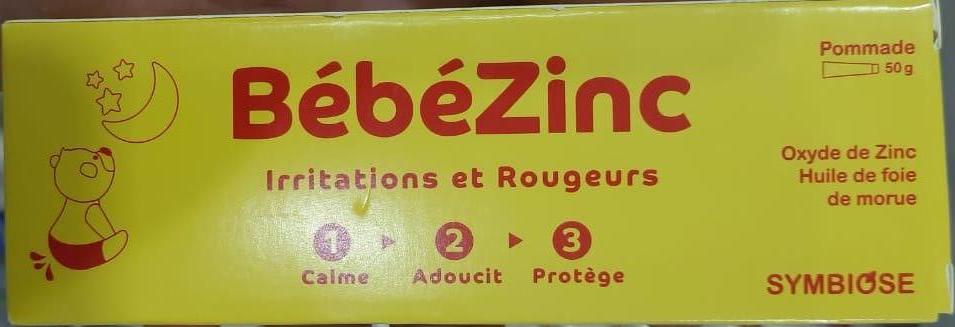 BébéZinc
Irritations et Rougeurs
1 2 3
Calme Adoucit Protège
Pommade
50 g
Oxyde de Zinc
Huile de foie
de morue
SYMBIOSE